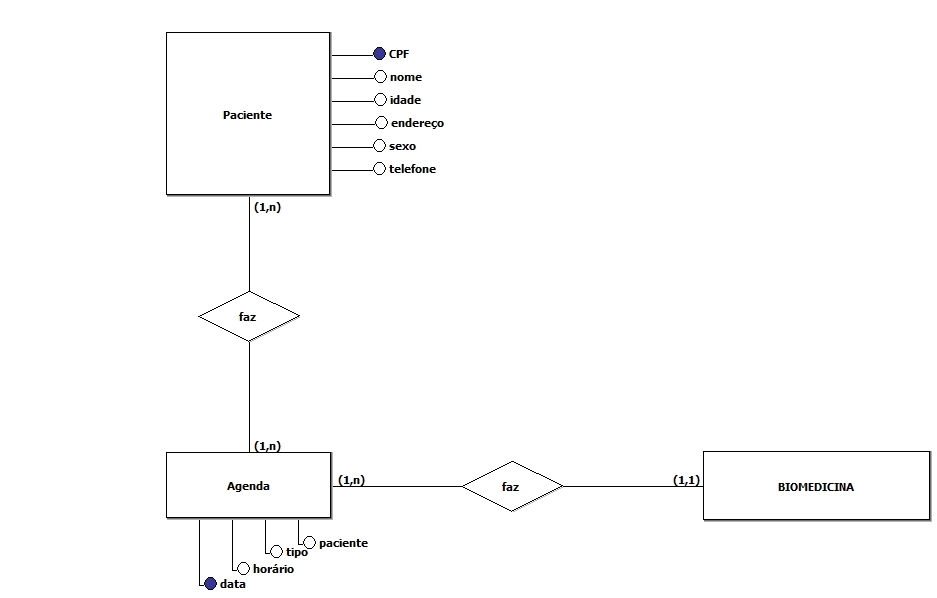 CPF
nome
idade
Paciente
endereço
sexo
telefone
(1,n)
faz
(1,n)
Agenda
(1,n)
faz
(1,1)
BIOMEDICINA
paciente
tipo
horário
data